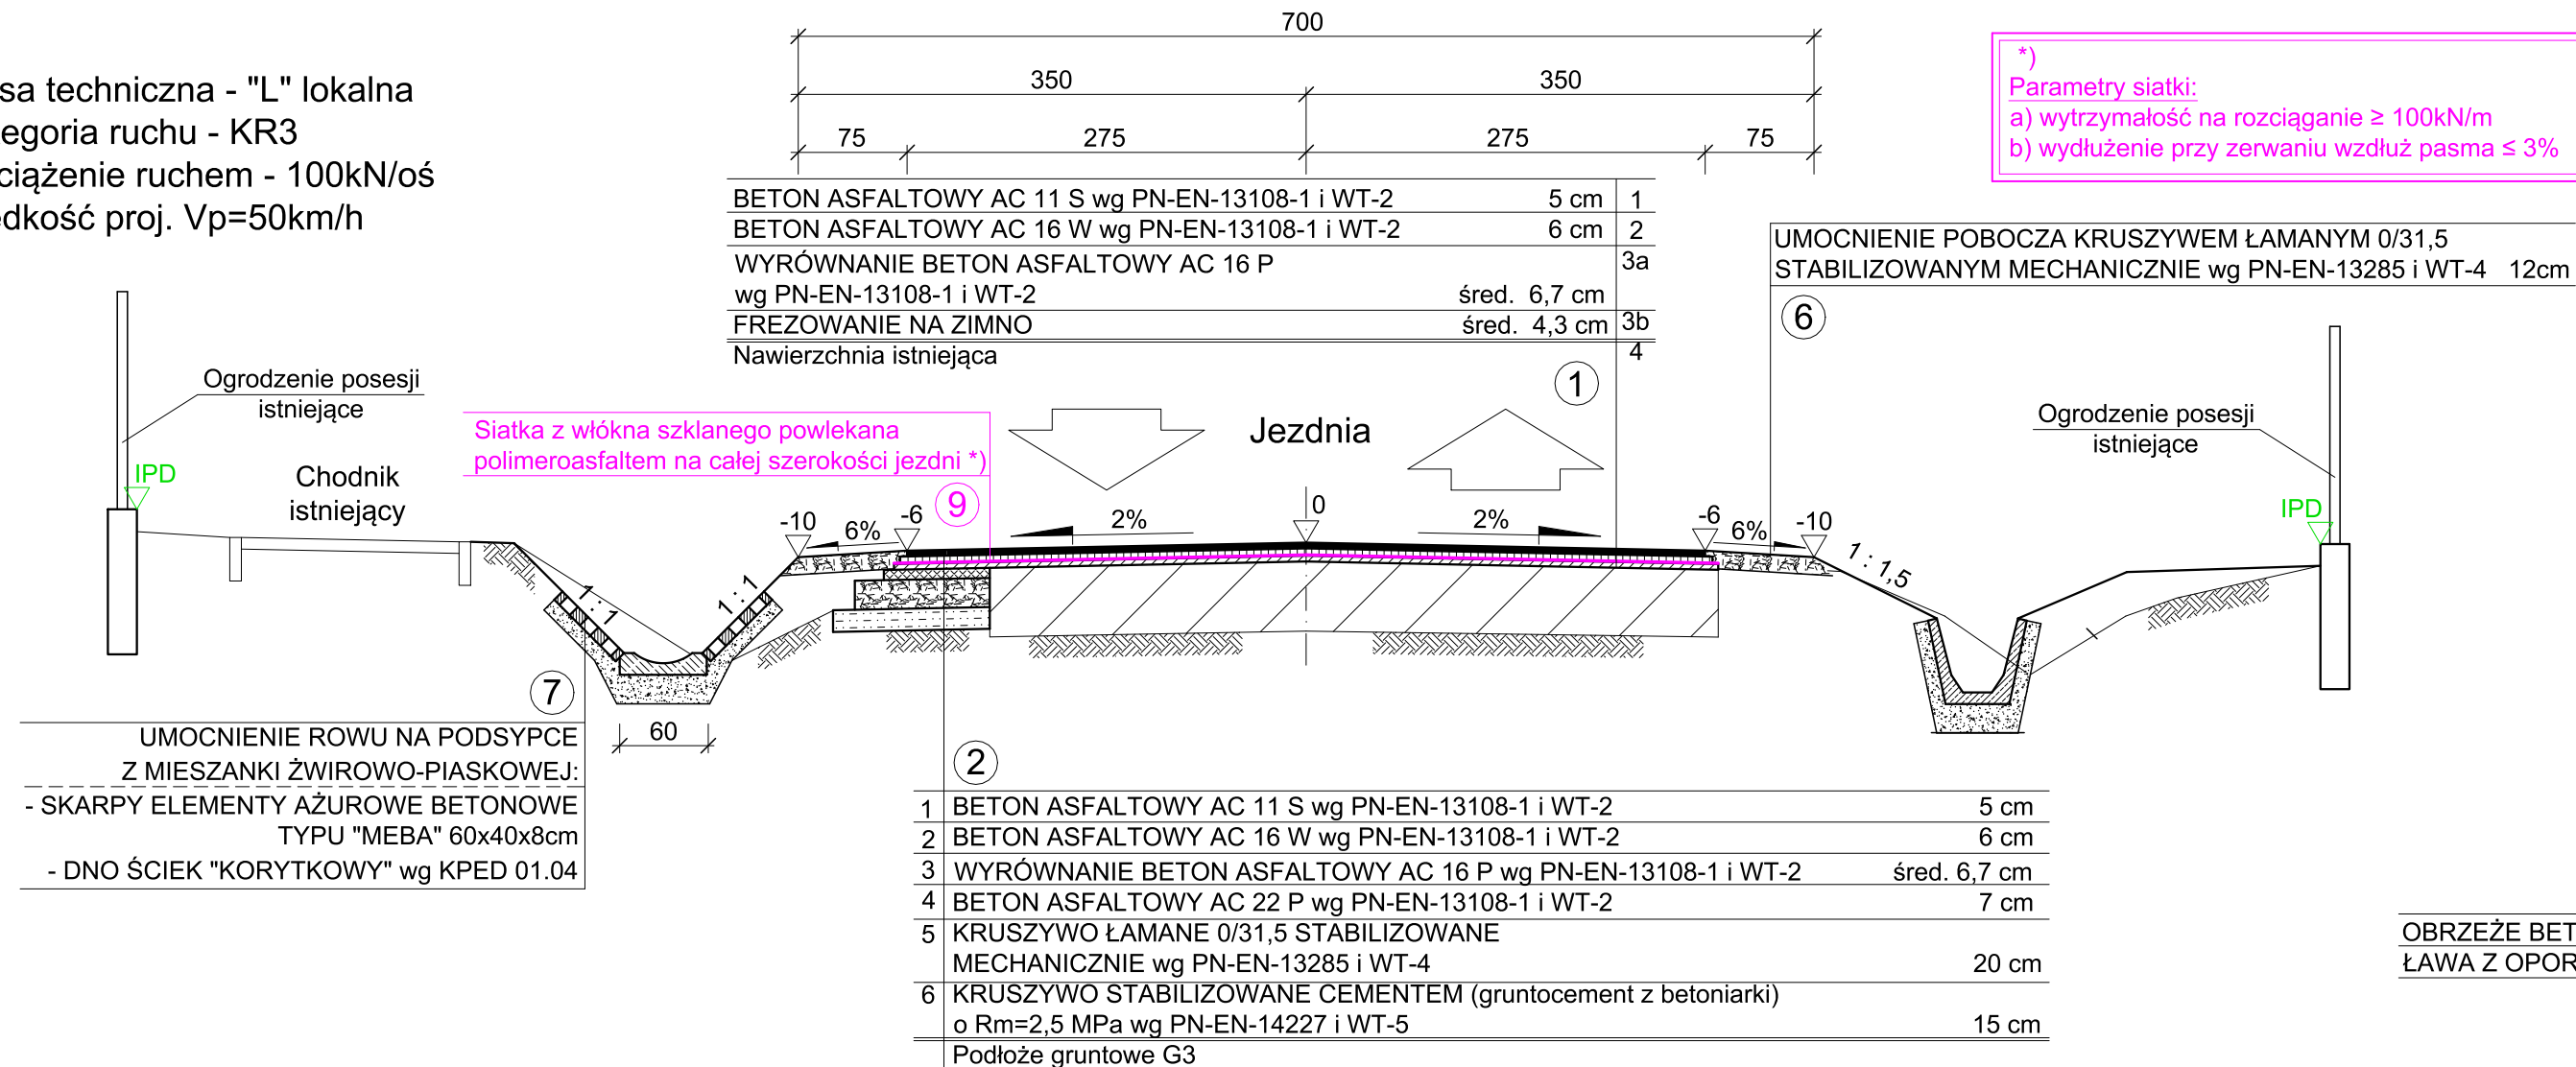 700
350 350
75 275 275 75
sa techniczna - "L" lokalna
egoria ruchu - KR3
ciążenie ruchem - 100kN/oś
edkość proj. Vp=50km/h
*)
Parametry siatki:
a) wytrzymałość na rozciąganie ≥ 100kN/m
b) wydłużenie przy zerwaniu wzdłuż pasma ≤ 3%
BETON ASFALTOWY AC 11 S wg PN-EN-13108-1 i WT-2 5 cm 1
BETON ASFALTOWY AC 16 W wg PN-EN-13108-1 i WT-2 6 cm 2
WYRÓWNANIE BETON ASFALTOWY AC 16 P 3a
wg PN-EN-13108-1 i WT-2 śred. 6,7 cm
FREZOWANIE NA ZIMNO śred. 4,3 cm 3b
Nawierzchnia istniejąca 4
1
UMOCNIENIE POBOCZA KRUSZYWEM ŁAMANYM 0/31,5
STABILIZOWANYM MECHANICZNIE wg PN-EN-13285 i WT-4 12cm
6
Ogrodzenie posesji
istniejące
IPD
Chodnik
istniejący
Siatka z włókna szklanego powlekana
polimeroasfaltem na całej szerokości jezdni *)
9
Jezdnia
Ogrodzenie posesji
istniejące
IPD
-10 6% -6 2% 0 2% -6 6% -10
1 : 1 1 : 1 1 : 1,5
7
60
UMOCNIENIE ROWU NA PODSYPCE
Z MIESZANKI ŻWIROWO-PIASKOWEJ:
- SKARPY ELEMENTY AŻUROWE BETONOWE
TYPU "MEBA" 60x40x8cm
- DNO ŚCIEK "KORYTKOWY" wg KPED 01.04
2
1 BETON ASFALTOWY AC 11 S wg PN-EN-13108-1 i WT-2 5 cm
2 BETON ASFALTOWY AC 16 W wg PN-EN-13108-1 i WT-2 6 cm
3 WYRÓWNANIE BETON ASFALTOWY AC 16 P wg PN-EN-13108-1 i WT-2 śred. 6,7 cm
4 BETON ASFALTOWY AC 22 P wg PN-EN-13108-1 i WT-2 7 cm
5 KRUSZYWO ŁAMANE 0/31,5 STABILIZOWANE
MECHANICZNIE wg PN-EN-13285 i WT-4 20 cm
6 KRUSZYWO STABILIZOWANE CEMENTEM (gruntocement z betoniarki)
o Rm=2,5 MPa wg PN-EN-14227 i WT-5 15 cm
Podłoże gruntowe G3
OBRZEŻE BET
ŁAWA Z OPOR